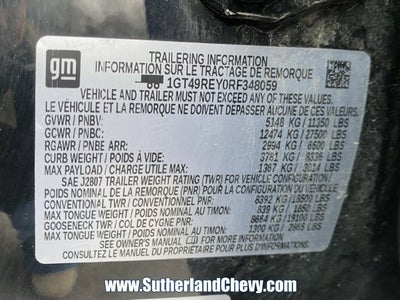 gm
TRAILERING INFORMATION
INFORMATION SUR LE TRACTAGE DE REMORQUE
1GT49REY0RF348059
VEHICLE AND TRAILER MUST NOT EXCEED ANY OF THESE VALUES
LE VÉHICULE ET LA REMORQUE NE DOIVENT DÉPASSER
AUCUNE DE CES VALEURS
GVWR / PNBV: 5148 KG / 11350 LBS
GCWR / PNBC: 12474 KG / 27500 LBS
RGAWR / PNBE ARR: 2994 KG / 6600 LBS
CURB WEIGHT / POIDS À VIDE: 3781 KG / 8336 LBS
MAX PAYLOAD / CHARGE UTILE MAX: 1367 KG / 3014 LBS
SAE J2807 TRAILER WEIGHT RATING (TWR) FOR VEHICLE CONFIGURATION
POIDS NOMINAL DE LA REMORQUE (PNR) PAR CONFIGURATION:
CONVENTIONAL TWR / CONVENTIONNEL PNR: 8392 KG / 18500 LBS
MAX TONGUE WEIGHT / POIDS MAXIMAL AU TIMON: 839 KG / 1850 LBS
GOOSENECK TWR / COL DE CYGNE PNR: 8664 KG / 19100 LBS
MAX TONGUE WEIGHT / POIDS MAXIMAL AU TIMON: 1300 KG / 2865 LBS
SEE OWNER'S MANUAL FOR MORE INFORMATION
CONSULTEZ LE MANUEL DU PROPRIÉTAIRE POUR EN SAVOIR PLUS
www.SutherlandChevy.com